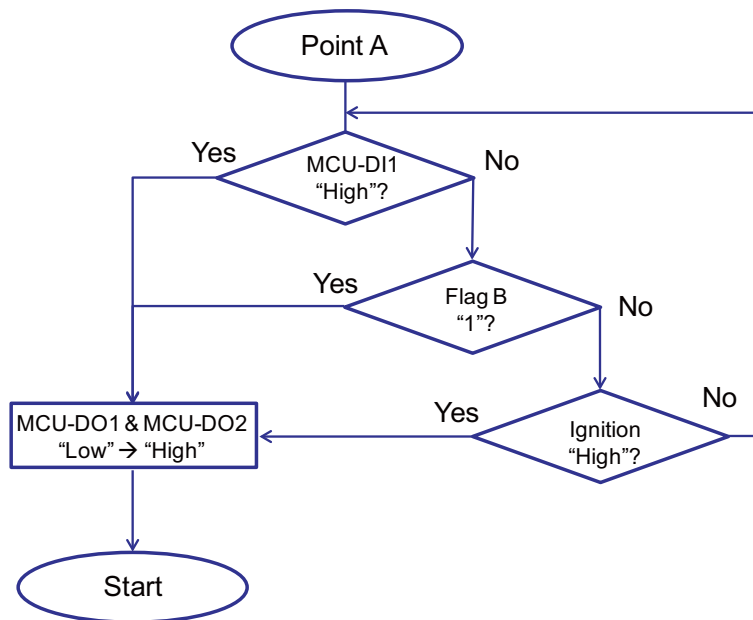 Point A
Yes
MCU-DI1
“High”?
No
Yes
Flag B
“1”?
No
MCU-DO1 & MCU-DO2
“Low” → “High”
Yes
Ignition
“High”?
No
Start